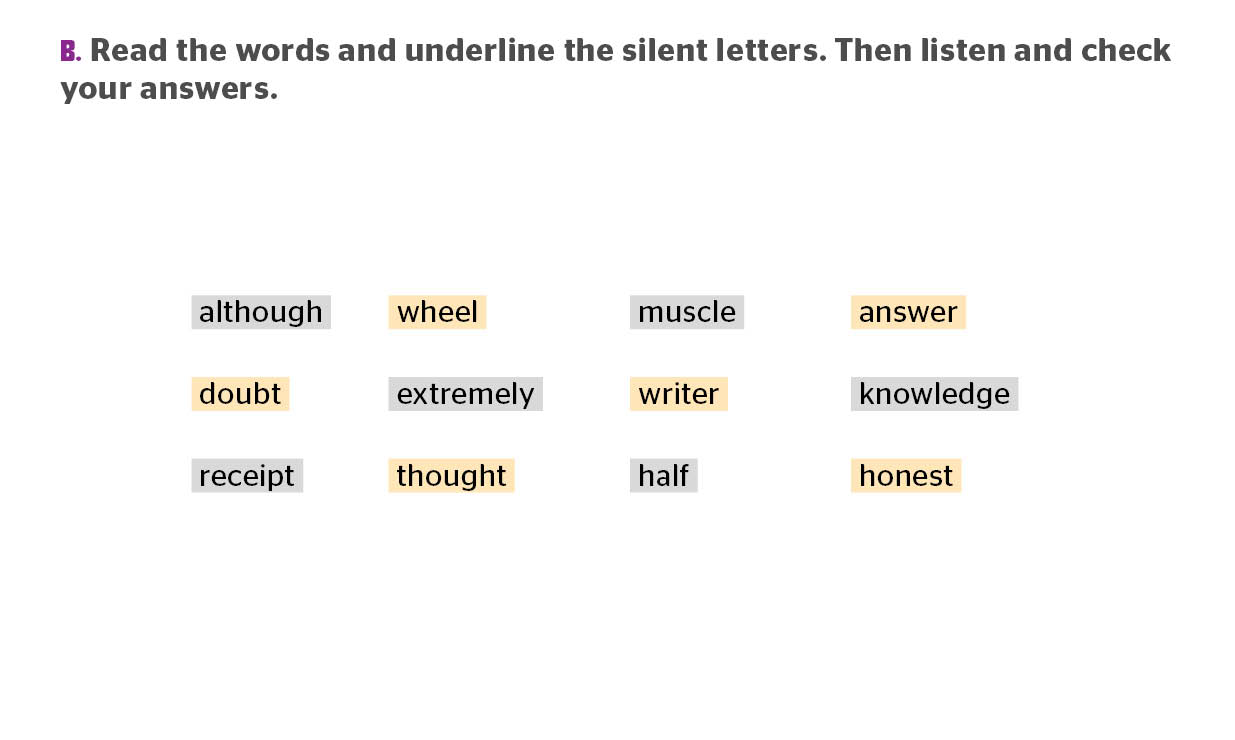 B. Read the words and underline the silent letters. Then listen and check
your answers.
although wheel muscle answer
doubt extremely writer knowledge
receipt thought half honest